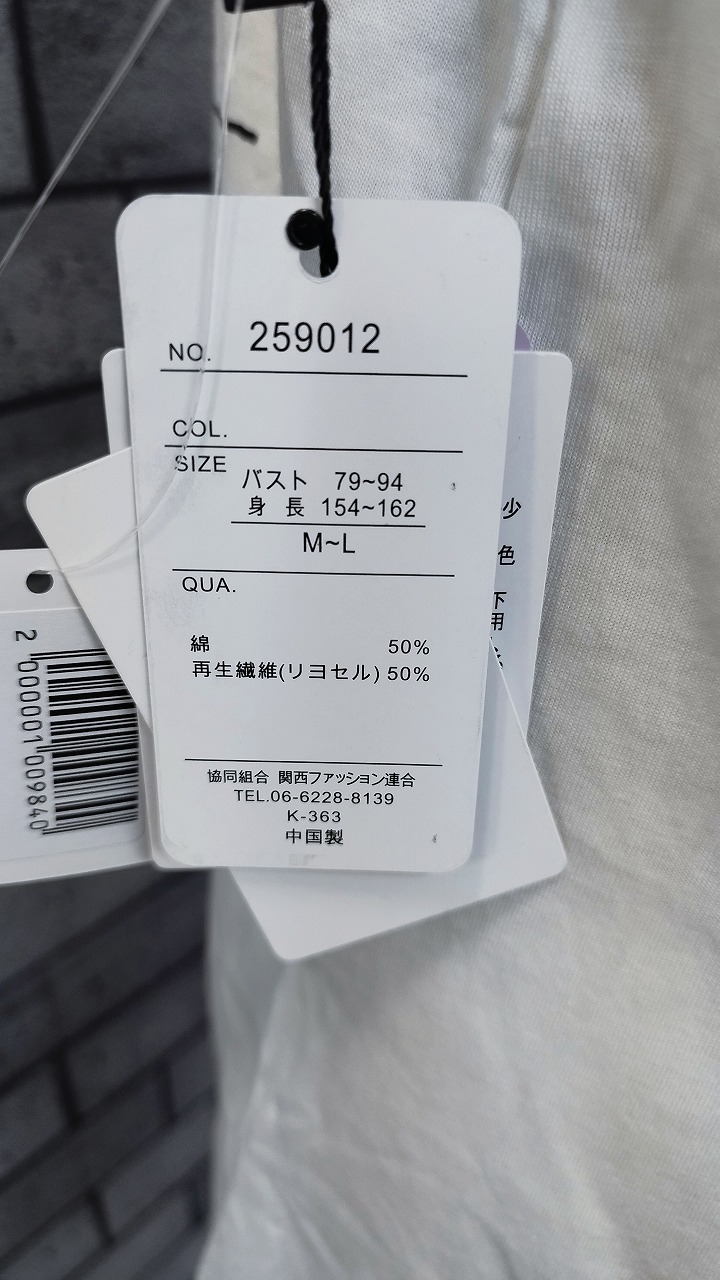 NO. 259012
COL.
SIZE
バスト 79~94
身 長 154~162
M~L
QUA.
綿 50%
再生繊維(リヨセル) 50%
協同組合 関西ファッション連合
TEL.06-6228-8139
K-363
中国製
少
色
下
用
2 000001 009840